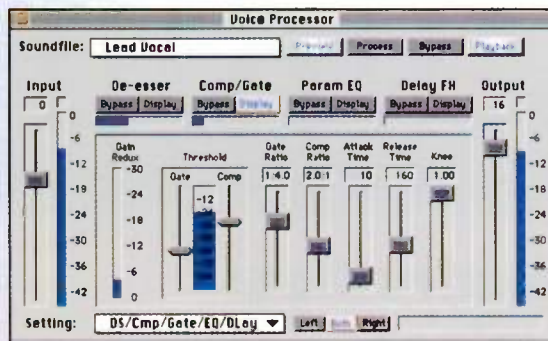 Voice Processor
Soundfile: Lead Vocal Preview Process Bypass Playback
Input De-esser Comp/Gate Param EQ Delay FX Output
0 Bypass Display Bypass Display Bypass Display Bypass Display 16
Gain Redux Threshold Gate Ratio Comp Ratio Attack Time Release Time Knee
Gate Comp 1:4.0 2.0:1 10 160 1.00
0 -6 -12 -18 -24 -30 -36 -42
-30 -24 -18 -12 -6 0
-12 -24
0 -6 -12 -18 -24 -30 -36 -42
Setting: DS/Cmp/Gate/EQ/DLay Left Both Right